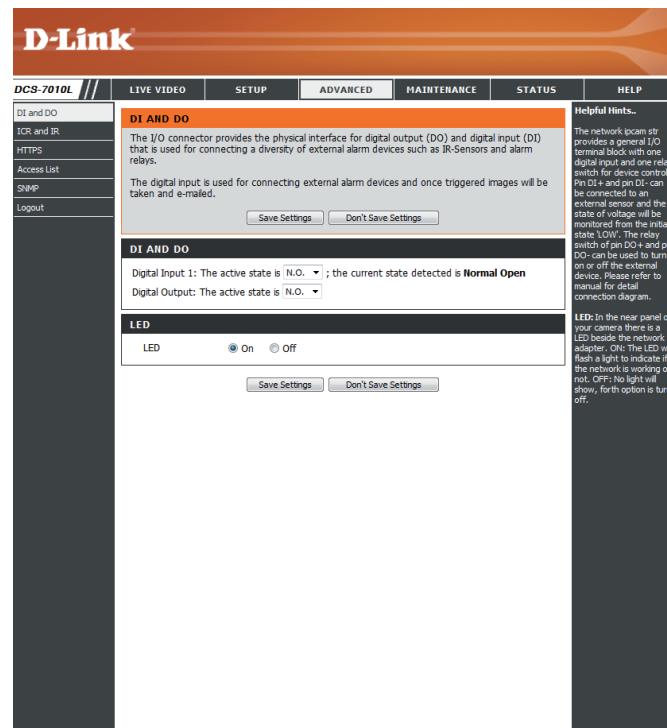 D-Link
DCS-7010L
LIVE VIDEO
SETUP
ADVANCED
MAINTENANCE
STATUS
HELP
DI and DO
ICR and IR
HTTPS
Access List
SNMP
Logout
DI AND DO
The I/O connector provides the physical interface for digital output (DO) and digital input (DI)
that is used for connecting a diversity of external alarm devices such as IR-Sensors and alarm
relays.
The digital input is used for connecting external alarm devices and once triggered images will be
taken and e-mailed.
Save Settings
Don't Save Settings
DI AND DO
Digital Input 1: The active state is N.O. ; the current state detected is Normal Open
Digital Output: The active state is N.O.
LED
LED On Off
Save Settings
Don't Save Settings
Helpful Hints..
The network ipcam str
provides a general I/O
terminal block with one
digital input and one rela
switch for device control
Pin DI+ and pin DI- can
be connected to an
external sensor and the
state of voltage will be
monitored from the initia
state 'LOW'. The relay
switch of pin DO+ and p
DO- can be used to turn
on or off the external
device. Please refer to
manual for detail
connection diagram.
LED: In the near panel o
your camera there is a
LED beside the network
adapter. ON: The LED w
flash a light to indicate if
the network is working o
not. OFF: No light will
show, forth option is tur
off.